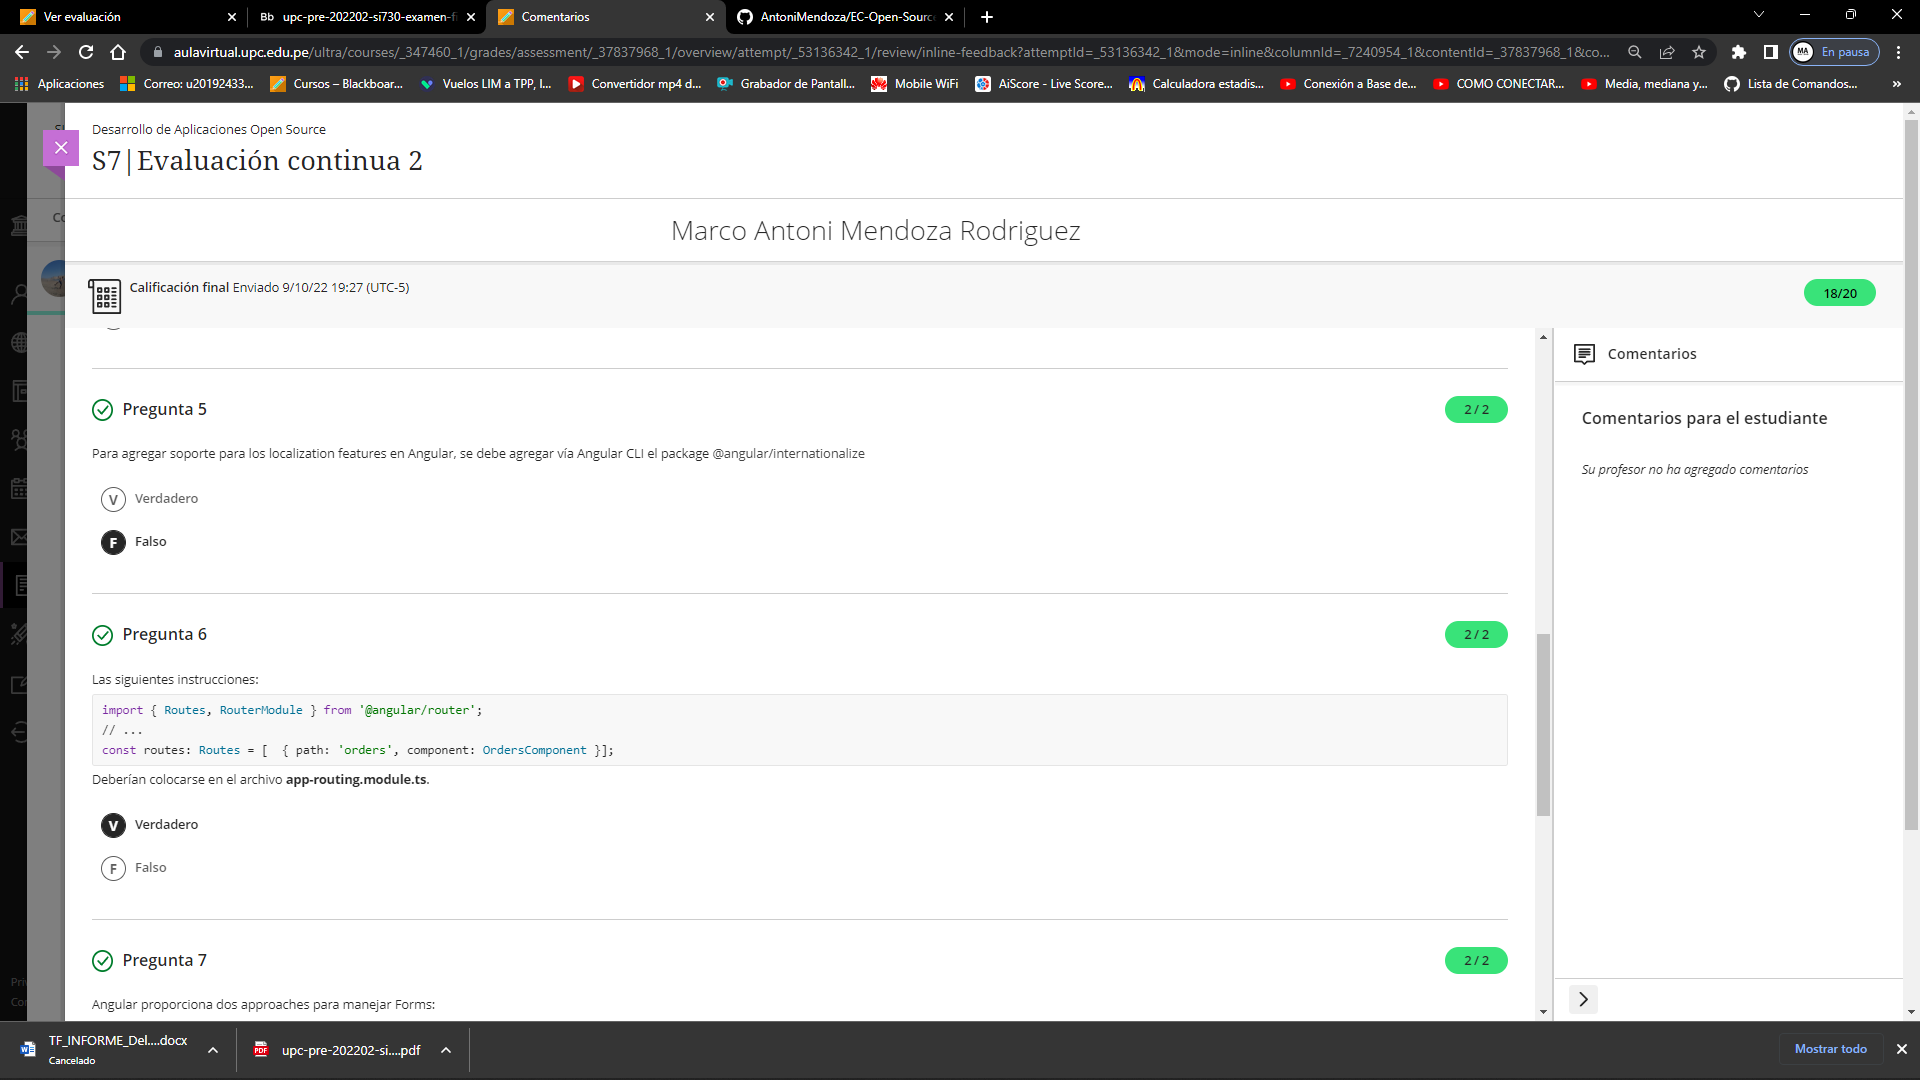 Ver evaluación
Bb upc-pre-202202-si730-examen-fi
Comentarios
AntoniMendoza/EC-Open-Source
aulavirtual.upc.edu.pe/ultra/courses/_347460_1/grades/assessment/_37837968_1/overview/attempt/_53136342_1/review/inline-feedback?attemptId=_53136342_1&mode=inline&columnId=_7240954_1&contentId=_37837968_1&co...
MA En pausa
Aplicaciones
Correo: u20192433...
Cursos – Blackboar...
Vuelos LIM a TPP, l...
Convertidor mp4 d...
Grabador de Pantall...
Mobile WiFi
AiScore - Live Score...
Calculadora estadis...
Conexión a Base de...
COMO CONECTAR...
Media, mediana y...
Lista de Comandos...
»
Desarrollo de Aplicaciones Open Source
S7|Evaluación continua 2
Marco Antoni Mendoza Rodriguez
Calificación final Enviado 9/10/22 19:27 (UTC-5)
18/20
Comentarios
Comentarios para el estudiante
Su profesor no ha agregado comentarios
Pregunta 5
2 / 2
Para agregar soporte para los localization features en Angular, se debe agregar vía Angular CLI el package @angular/internationalize
V Verdadero
F Falso
Pregunta 6
2 / 2
Las siguientes instrucciones:
import { Routes, RouterModule } from '@angular/router';
// ...
const routes: Routes = [  { path: 'orders', component: OrdersComponent }];
Deberían colocarse en el archivo app-routing.module.ts.
V Verdadero
F Falso
Pregunta 7
2 / 2
Angular proporciona dos approaches para manejar Forms:
TF_INFORME_Del....docx
Cancelado
PDF upc-pre-202202-si....pdf
Mostrar todo